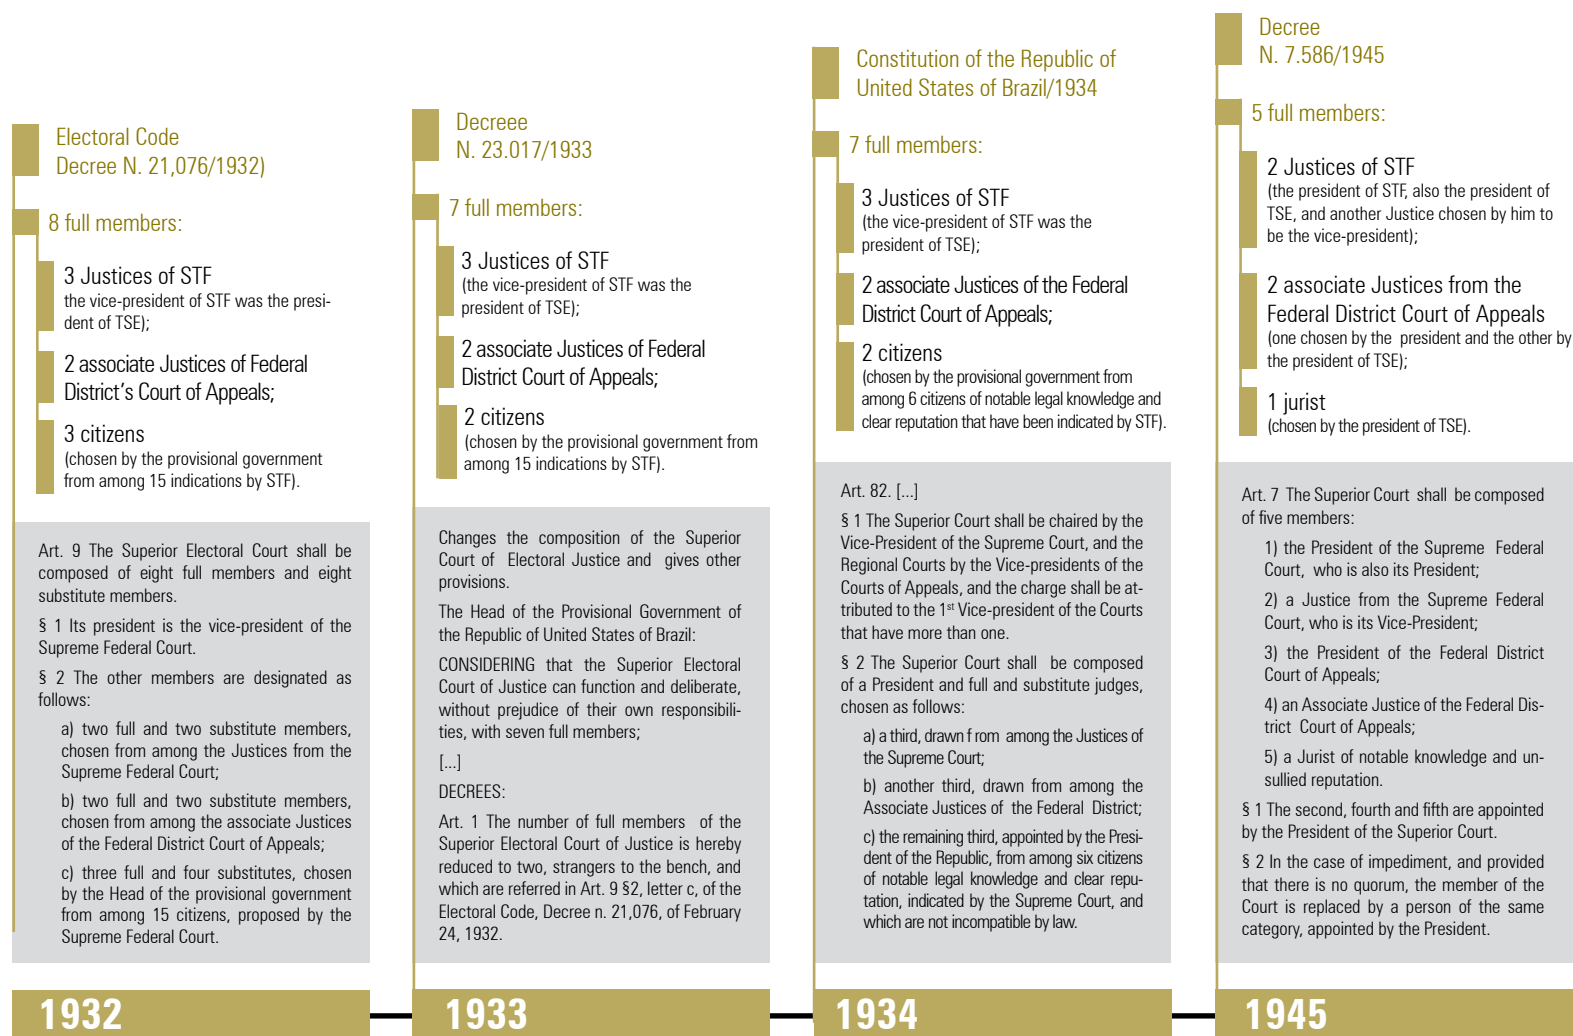 Electoral Code
Decree N. 21,076/1932)
8 full members:
3 Justices of STF
the vice-president of STF was the presi-
dent of TSE);
2 associate Justices of Federal
District's Court of Appeals;
3 citizens
(chosen by the provisional government
from among 15 indications by STF).
Art. 9 The Superior Electoral Court shall be
composed of eight full members and eight
substitute members.
§ 1 Its president is the vice-president of the
Supreme Federal Court.
§ 2 The other members are designated as
follows:
a) two full and two substitute members,
chosen from among the Justices from the
Supreme Federal Court;
b) two full and two substitute members,
chosen from among the associate Justices
of the Federal District Court of Appeals;
c) three full and four substitutes, chosen
by the Head of the provisional government
from among 15 citizens, proposed by the
Supreme Federal Court.
1932
Decreee
N. 23.017/1933
7 full members:
3 Justices of STF
(the vice-president of STF was the
president of TSE);
2 associate Justices of Federal
District Court of Appeals;
2 citizens
(chosen by the provisional government from
among 15 indications by STF).
Changes the composition of the Superior
Court of Electoral Justice and gives other
provisions.
The Head of the Provisional Government of
the Republic of United States of Brazil:
CONSIDERING that the Superior Electoral
Court of Justice can function and deliberate,
without prejudice of their own responsibili-
ties, with seven full members;
[...]
DECREES:
Art. 1 The number of full members of the
Superior Electoral Court of Justice is hereby
reduced to two, strangers to the bench, and
which are referred in Art. 9 §2, letter c, of the
Electoral Code, Decree n. 21,076, of February
24, 1932.
1933
Constitution of the Republic of
United States of Brazil/1934
7 full members:
3 Justices of STF
(the vice-president of STF was the
president of TSE);
2 associate Justices of the Federal
District Court of Appeals;
2 citizens
(chosen by the provisional government from
among 6 citizens of notable legal knowledge and
clear reputation that have been indicated by STF).
Art. 82. [...]
§ 1 The Superior Court shall be chaired by the
Vice-President of the Supreme Court, and the
Regional Courts by the Vice-presidents of the
Courts of Appeals, and the charge shall be at-
tributed to the 1st Vice-president of the Courts
that have more than one.
§ 2 The Superior Court shall be composed
of a President and full and substitute judges,
chosen as follows:
a) a third, drawn f rom among the Justices of
the Supreme Court;
b) another third, drawn from among the
Associate Justices of the Federal District;
c) the remaining third, appointed by the Presi-
dent of the Republic, from among six citizens
of notable legal knowledge and clear repu-
tation, indicated by the Supreme Court, and
which are not incompatible by law.
1934
Decree
N. 7.586/1945
5 full members:
2 Justices of STF
(the president of STF, also the president of
TSE, and another Justice chosen by him to
be the vice-president);
2 associate Justices from the
Federal District Court of Appeals
(one chosen by the president and the other by
the president of TSE);
1 jurist
(chosen by the president of TSE).
Art. 7 The Superior Court shall be composed
of five members:
1) the President of the Supreme Federal
Court, who is also its President;
2) a Justice from the Supreme Federal
Court, who is its Vice-President;
3) the President of the Federal District
Court of Appeals;
4) an Associate Justice of the Federal Dis-
trict Court of Appeals;
5) a Jurist of notable knowledge and un-
sullied reputation.
§ 1 The second, fourth and fifth are appointed
by the President of the Superior Court.
§ 2 In the case of impediment, and provided
that there is no quorum, the member of the
Court is replaced by a person of the same
category, appointed by the President.
1945